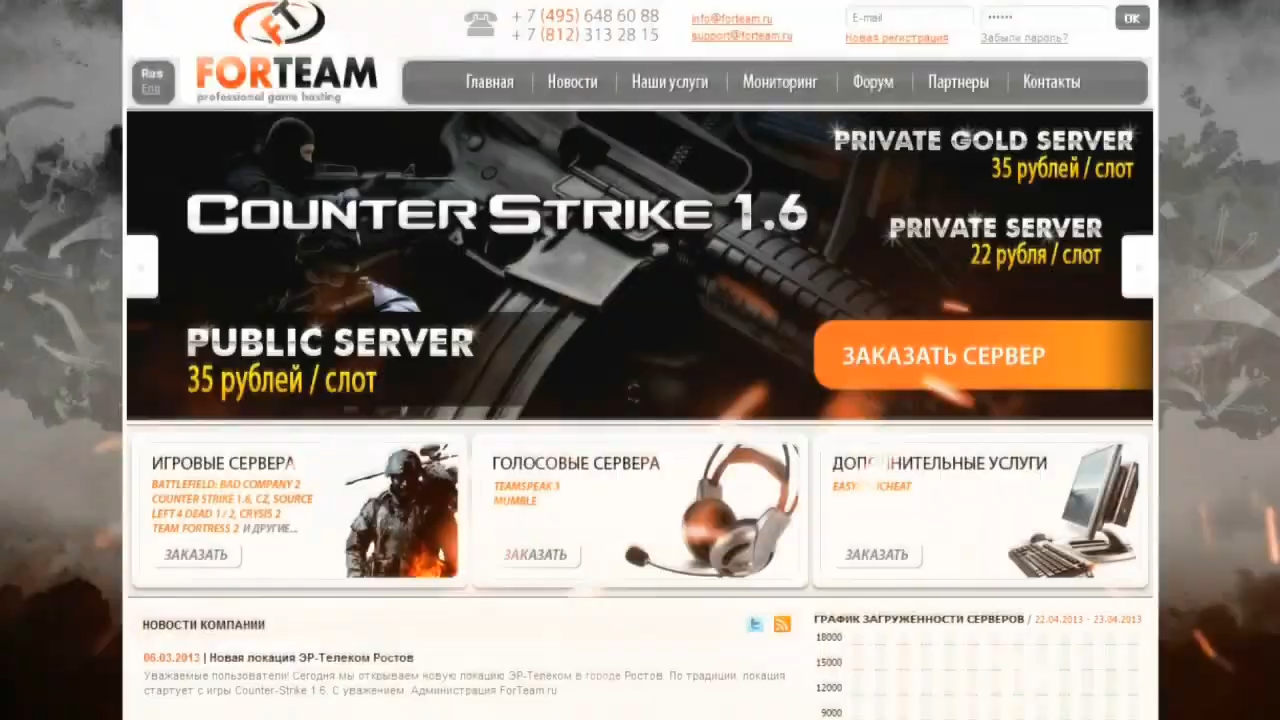 FT
+ 7 (495) 648 60 88
+ 7 (812) 313 28 15
info@forteam.ru
support@forteam.ru
E-mail
••••••
OK
Новая регистрация
Забыли пароль?
Rus
Eng
FORTEAM
professional game hosting
Главная
Новости
Наши услуги
Мониторинг
Форум
Партнеры
Контакты
PRIVATE GOLD SERVER
35 рублей / слот
COUNTER STRIKE 1.6
PRIVATE SERVER
22 рубля / слот
PUBLIC SERVER
35 рублей / слот
ЗАКАЗАТЬ СЕРВЕР
ИГРОВЫЕ СЕРВЕРА
BATTLEFIELD: BAD COMPANY 2
COUNTER STRIKE 1.6, CZ, SOURCE
LEFT 4 DEAD 1 / 2, CRYSIS 2
TEAM FORTRESS 2 И ДРУГИЕ...
ЗАКАЗАТЬ
ГОЛОСОВЫЕ СЕРВЕРА
TEAMSPEAK 3
MUMBLE
ЗАКАЗАТЬ
ДОПОЛНИТЕЛЬНЫЕ УСЛУГИ
ЗАКАЗАТЬ
НОВОСТИ КОМПАНИИ
06.03.2013 | Новая локация ЭР-Телеком Ростов
Уважаемые пользователи! Сегодня мы открываем новую локацию ЭР-Телеком в городе Ростов. По традиции, локация
стартует с игры Counter-Strike 1.6. С уважением, Администрация ForTeam.ru
ГРАФИК ЗАГРУЖЕННОСТИ СЕРВЕРОВ / 22.04.2013 - 23.04.2013
18000
15000
12000
9000